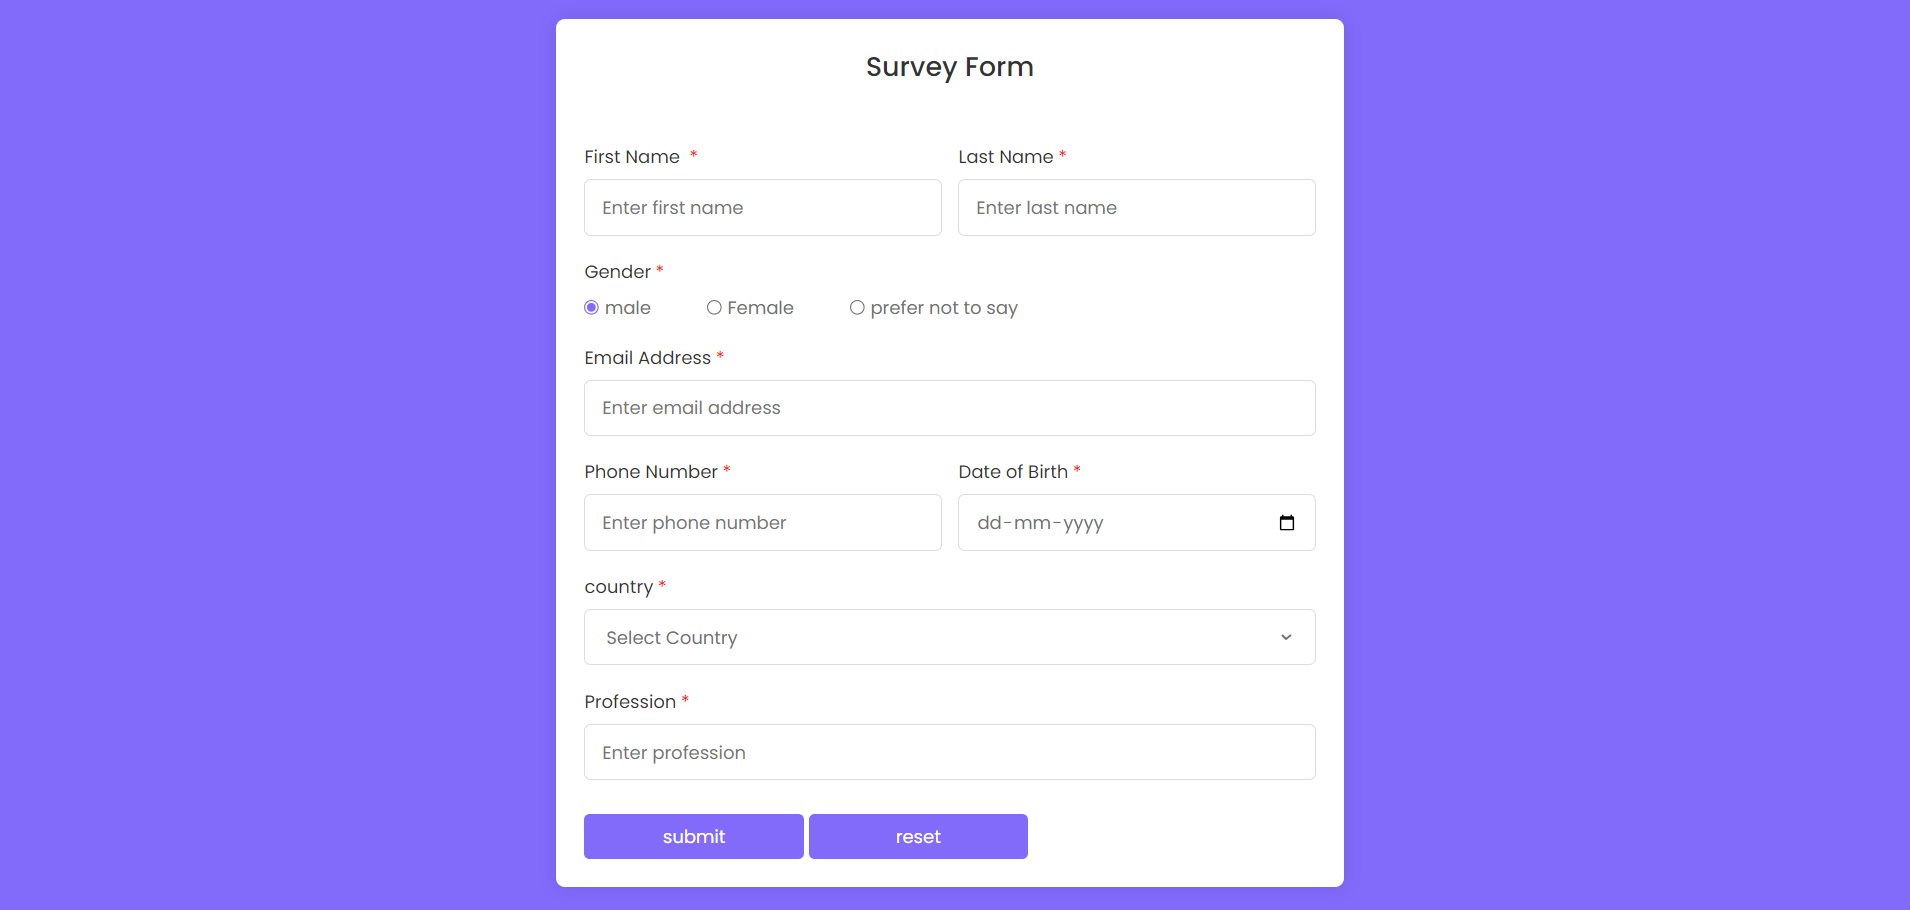 Survey Form
First Name * Last Name *
Enter first name Enter last name
Gender *
male Female prefer not to say
Email Address *
Enter email address
Phone Number * Date of Birth *
Enter phone number dd-mm-yyyy
country *
Select Country
Profession *
Enter profession
submit reset